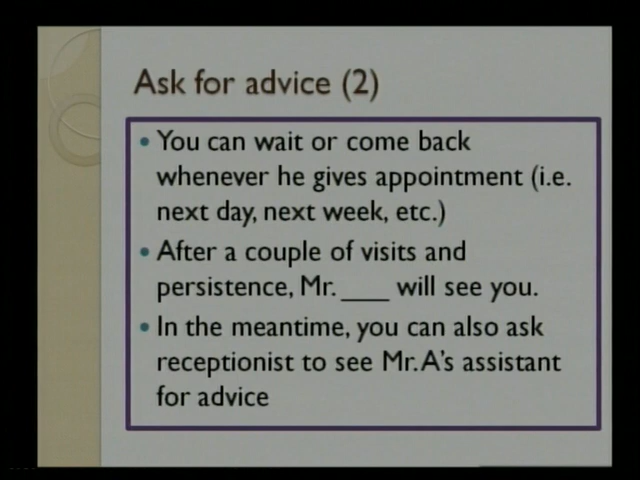 Ask for advice (2)
You can wait or come back
whenever he gives appointment (i.e.
next day, next week, etc.)
After a couple of visits and
persistence, Mr. ___ will see you.
In the meantime, you can also ask
receptionist to see Mr. A's assistant
for advice